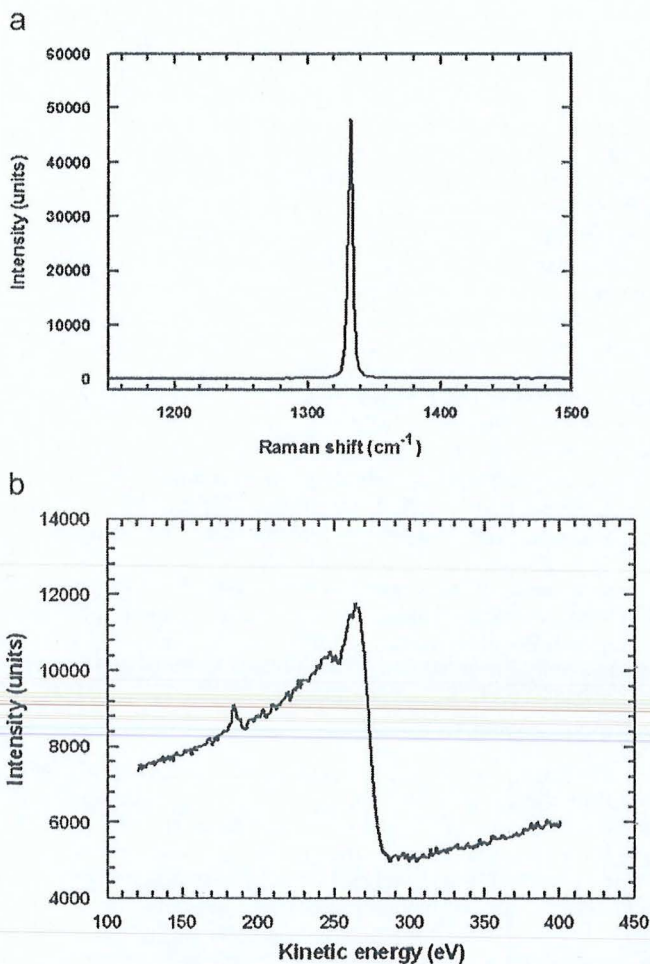 a
60000
50000
40000
30000
20000
10000
0
Intensity (units)
1200 1300 1400 1500
Raman shift (cm-1)
b
14000
12000
10000
8000
6000
4000
Intensity (units)
100 150 200 250 300 350 400 450
Kinetic energy (eV)